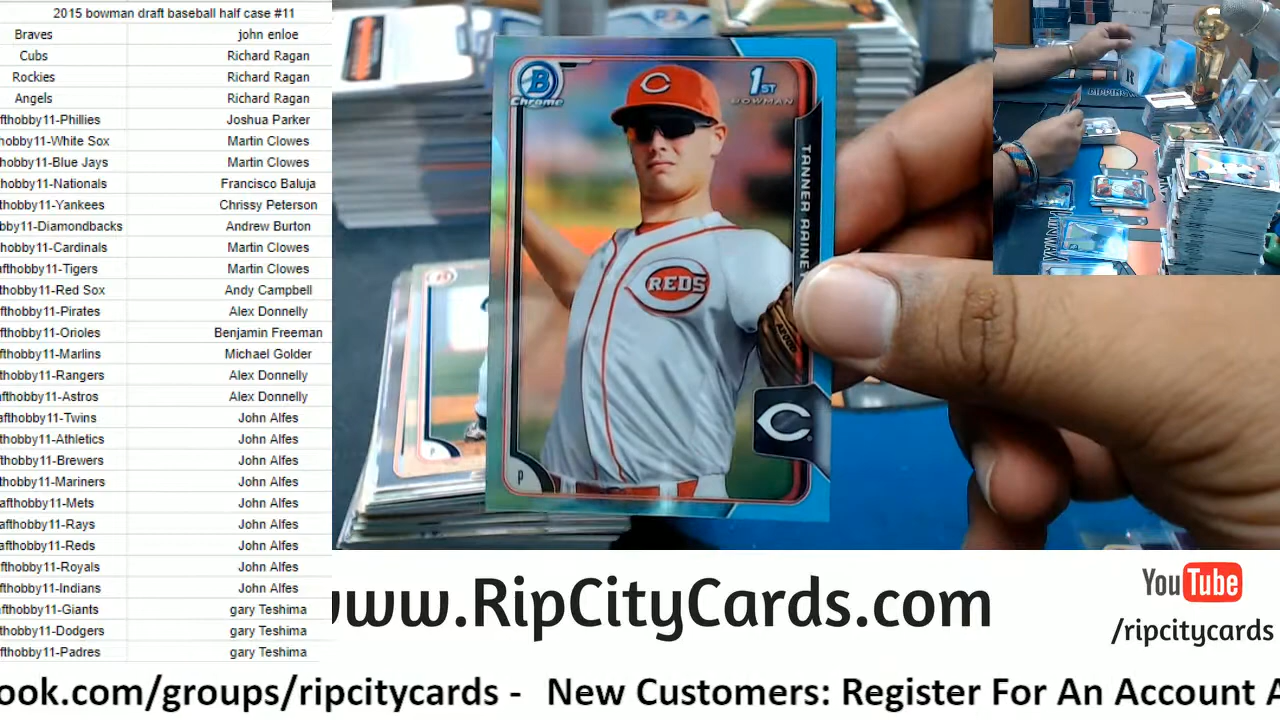 2015 bowman draft baseball half case #11
Braves john enloe
Cubs Richard Ragan
Rockies Richard Ragan
Angels Richard Ragan
fthobby11-Phillies Joshua Parker
hobby11-White Sox Martin Clowes
hobby11-Blue Jays Martin Clowes
thobby11-Nationals Francisco Baluja
thobby11-Yankees Chrissy Peterson
bby11-Diamondbacks Andrew Burton
hobby11-Cardinals Martin Clowes
afthobby11-Tigers Martin Clowes
fthobby11-Red Sox Andy Campbell
fthobby11-Pirates Alex Donnelly
fthobby11-Orioles Benjamin Freeman
fthobby11-Marlins Michael Golder
fthobby11-Rangers Alex Donnelly
afthobby11-Astros Alex Donnelly
afthobby11-Twins John Alfes
thobby11-Athletics John Alfes
thobby11-Brewers John Alfes
thobby11-Mariners John Alfes
afthobby11-Mets John Alfes
afthobby11-Rays John Alfes
afthobby11-Reds John Alfes
afthobby11-Royals John Alfes
fthobby11-Indians John Alfes
fthobby11-Giants gary Teshima
thobby11-Dodgers gary Teshima
fthobby11-Padres gary Teshima
B
Chrome
1ST
BOWMAN
TANNER RAINEY
REDS
C
P
www.RipCityCards.com
YouTube
/ripcitycards
ook.com/groups/ripcitycards - New Customers: Register For An Account A